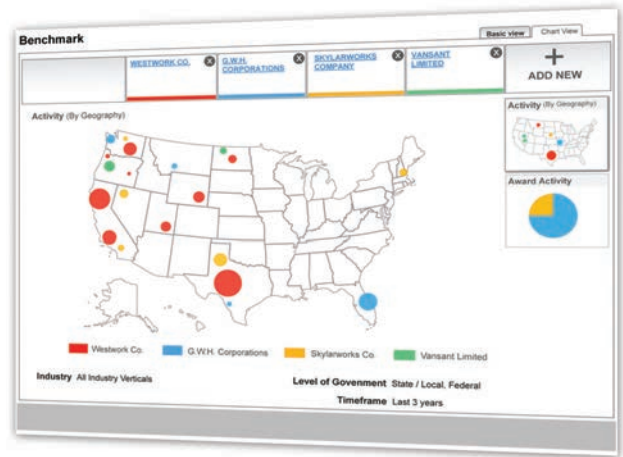 Benchmark
Basic view
Chart View
WESTWORK CO.
G.W.H.
CORPORATIONS
SKYLARWORKS
COMPANY
VANSANT
LIMITED
ADD NEW
Activity (By Geography)
Activity (By Geography)
Award Activity
Westwork Co.
G.W.H. Corporations
Skylarworks Co.
Vansant Limited
Industry All Industry Verticals
Level of Govenment State / Local, Federal
Timeframe Last 3 years